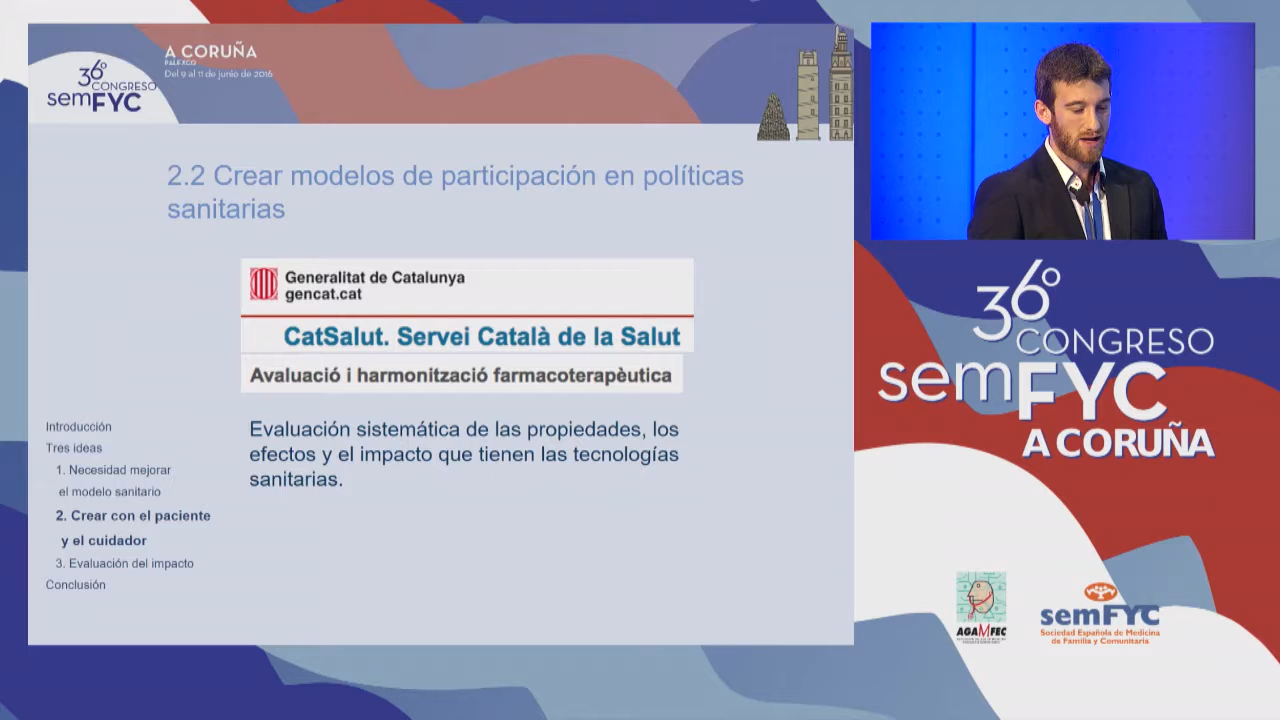 A CORUÑA
PALEXCO
Del 9 al 11 de junio de 2016
36º
CONGRESO
semFYC
2.2 Crear modelos de participación en políticas
sanitarias
Generalitat de Catalunya
gencat.cat
CatSalut. Servei Català de la Salut
Avaluació i harmonització farmacoterapèutica
Evaluación sistemática de las propiedades, los
efectos y el impacto que tienen las tecnologías
sanitarias.
Introducción
Tres ideas
1. Necesidad mejorar
el modelo sanitario
2. Crear con el paciente
y el cuidador
3. Evaluación del impacto
Conclusión
36º
CONGRESO
semFYC
A CORUÑA
AGAMFEC
semFYC
Sociedad Española de Medicina
de Familia y Comunitaria